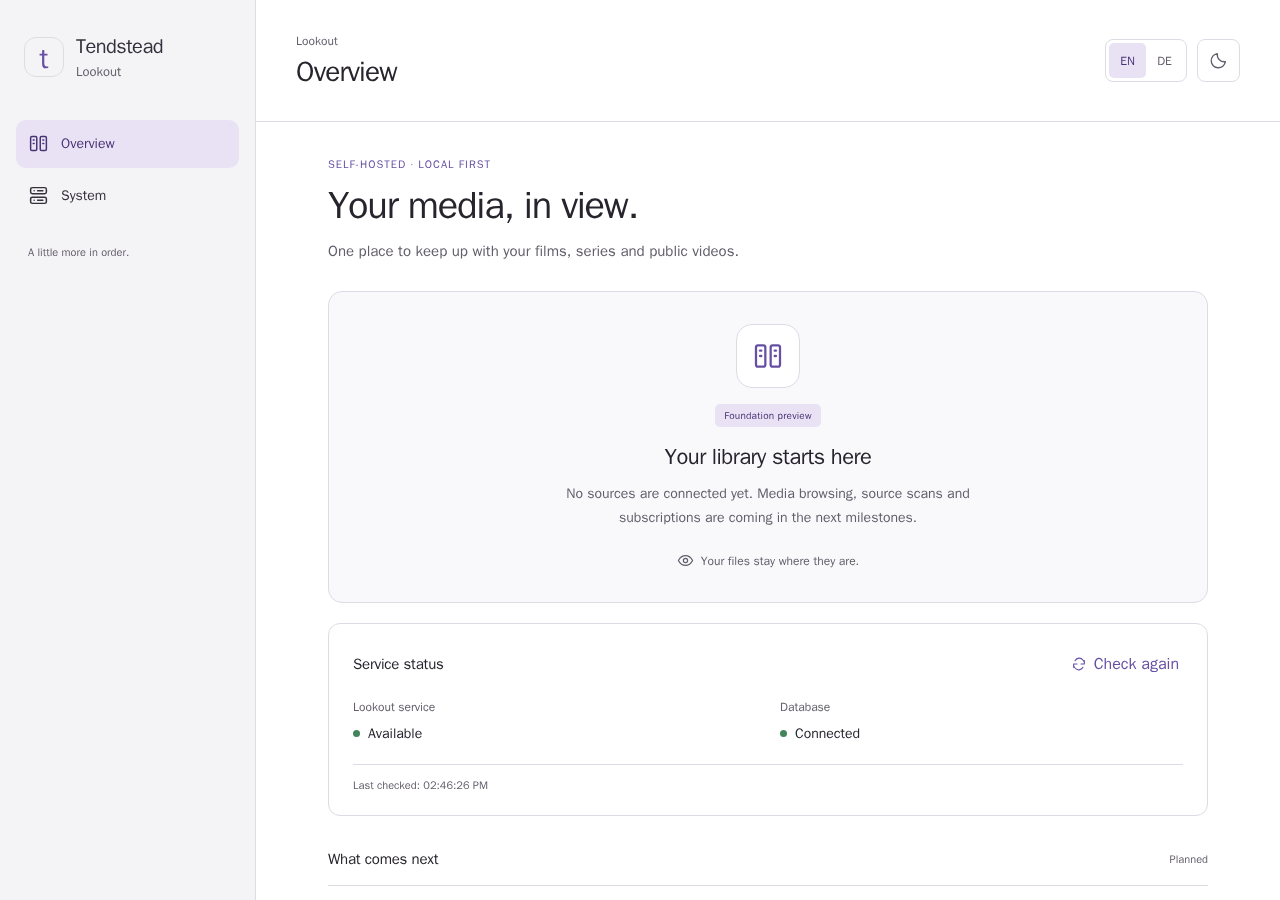 t
Tendstead
Lookout
Overview
System
A little more in order.
Lookout
Overview
EN
DE
SELF-HOSTED · LOCAL FIRST
Your media, in view.
One place to keep up with your films, series and public videos.
Foundation preview
Your library starts here
No sources are connected yet. Media browsing, source scans and
subscriptions are coming in the next milestones.
Your files stay where they are.
Service status
Check again
Lookout service
Available
Database
Connected
Last checked: 02:46:26 PM
What comes next
Planned